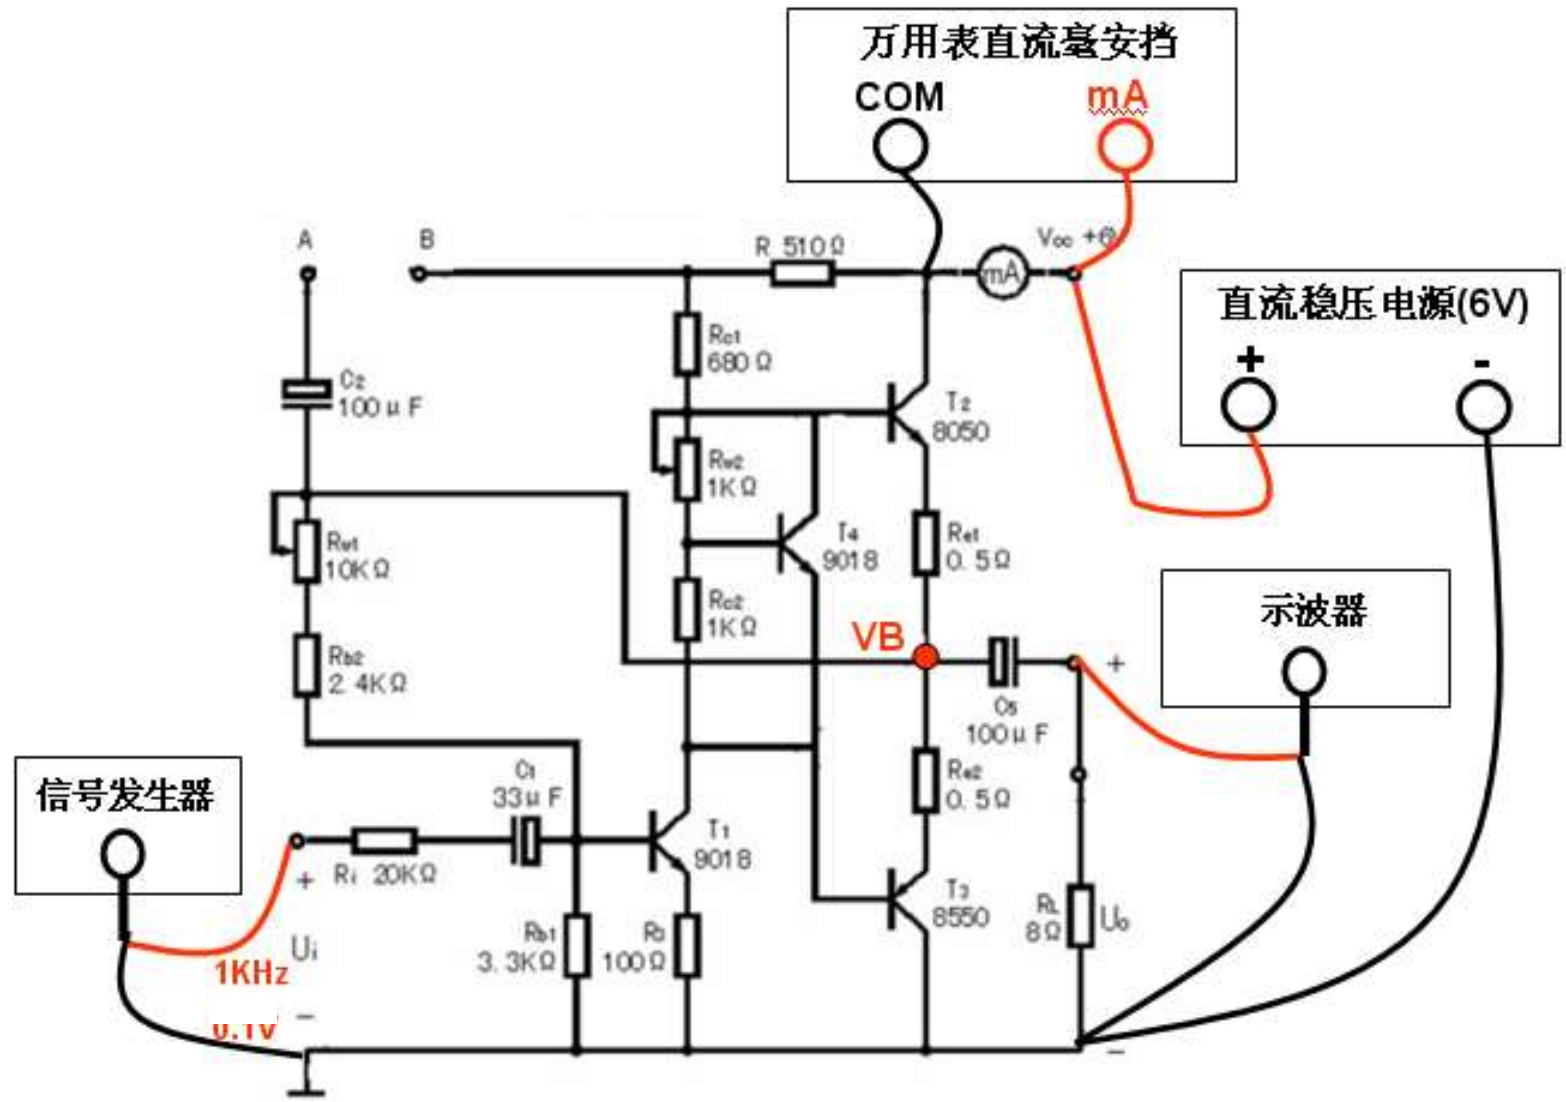 万用表直流毫安挡
COM
mA
A
B
R 510Ω
mA
Vcc +6
直流稳压电源(6V)
+
-
C2
100μF
Rc1
680Ω
T2
8050
Rw2
1KΩ
Rw1
10KΩ
T4
9018
Re1
0.5Ω
Rc2
1KΩ
示波器
VB
+
Rb2
2.4KΩ
C5
100μF
信号发生器
C1
33μF
Re2
0.5Ω
T1
9018
+
Ri 20KΩ
T3
8550
RL
8Ω
Uo
Ui
Rb1
3.3KΩ
100Ω
1KHz
0.1V
-
-